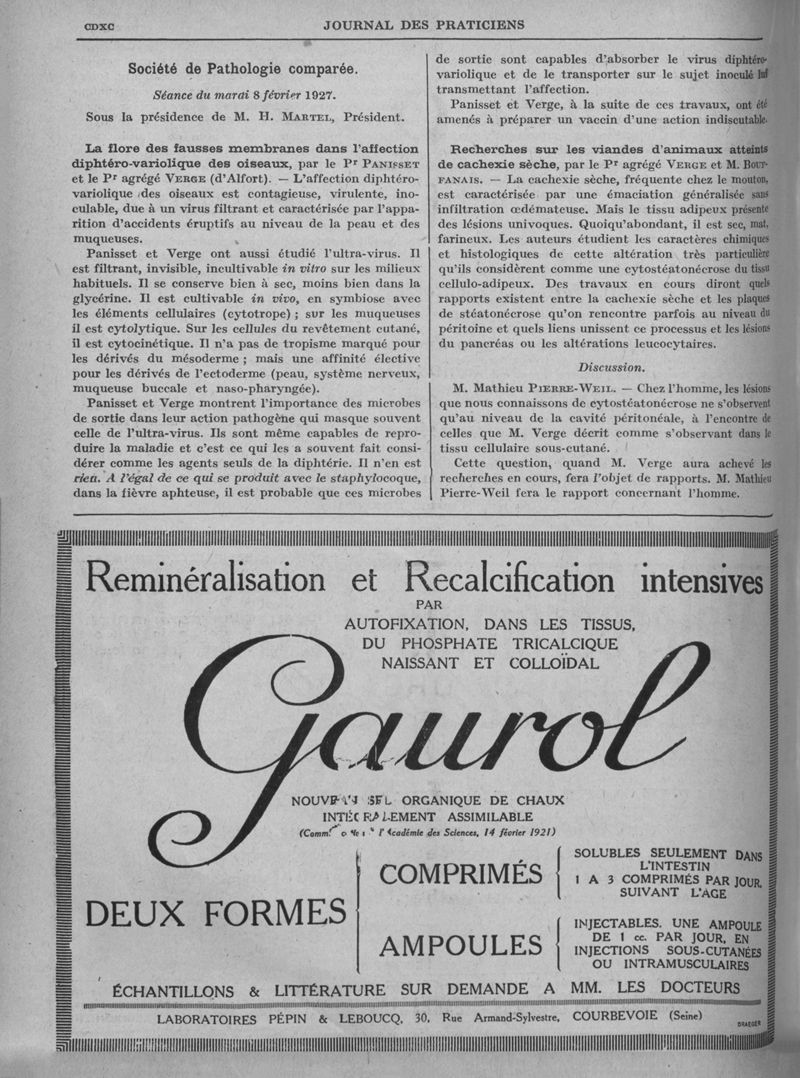 CDXC
JOURNAL DES PRATICIENS
Société de Pathologie comparée.
Séance du mardi 8 février 1927.
Sous la présidence de M. H. MARTEL, Président.
La flore des fausses membranes dans l'affection
diphtéro-variolique des oiseaux, par le Pr PANISSET
et le Pr agrégé VERGE (d'Alfort). — L'affection diphtéro-
variolique des oiseaux est contagieuse, virulente, ino-
culable, due à un virus filtrant et caractérisée par l'appa-
rition d'accidents éruptifs au niveau de la peau et des
muqueuses.
Panisset et Verge ont aussi étudié l'ultra-virus. Il
est filtrant, invisible, incultivable in vitro sur les milieux
habituels. Il se conserve bien à sec, moins bien dans la
glycérine. Il est cultivable in vivo, en symbiose avec
les éléments cellulaires (cytotrope) ; sur les muqueuses
il est cytolytique. Sur les cellules du revêtement cutané,
il est cytocinétique. Il n'a pas de tropisme marqué pour
les dérivés du mésoderme ; mais une affinité élective
pour les dérivés de l'ectoderme (peau, système nerveux,
muqueuse buccale et naso-pharyngée).
Panisset et Verge montrent l'importance des microbes
de sortie dans leur action pathogène qui masque souvent
celle de l'ultra-virus. Ils sont même capables de repro-
duire la maladie et c'est ce qui les a souvent fait consi-
dérer comme les agents seuls de la diphtérie. Il n'en est
rien. A l'égal de ce qui se produit avec le staphylocoque,
dans la fièvre aphteuse, il est probable que ces microbes
de sortie sont capables d'absorber le virus diphtéro-
variolique et de le transporter sur le sujet inoculé lui
transmettant l'affection.
Panisset et Verge, à la suite de ces travaux, ont été
amenés à préparer un vaccin d'une action indiscutable.
Recherches sur les viandes d'animaux atteints
de cachexie sèche, par le Pr agrégé VERGE et M. BOUT-
FANAIS. — La cachexie sèche, fréquente chez le mouton,
est caractérisée par une émaciation généralisée sans
infiltration œdémateuse. Mais le tissu adipeux présente
des lésions univoques. Quoiqu'abondant, il est sec, mat,
farineux. Les auteurs étudient les caractères chimiques
et histologiques de cette altération très particulière
qu'ils considèrent comme une cytostéatonécrose du tissu
cellulo-adipeux. Des travaux en cours diront quels
rapports existent entre la cachexie sèche et les plaques
de stéatonécrose qu'on rencontre parfois au niveau du
péritoine et quels liens unissent ce processus et les lésions
du pancréas ou les altérations leucocytaires.
Discussion.
M. Mathieu PIERRE-WEIL. — Chez l'homme, les lésions
que nous connaissons de cytostéatonécrose ne s'observent
qu'au niveau de la cavité péritonéale, à l'encontre de
celles que M. Verge décrit comme s'observant dans le
tissu cellulaire sous-cutané.
Cette question, quand M. Verge aura achevé les
recherches en cours, fera l'objet de rapports. M. Mathieu
Pierre-Weil fera le rapport concernant l'homme.
Reminéralisation et Recalcification intensives
PAR
AUTOFIXATION, DANS LES TISSUS,
DU PHOSPHATE TRICALCIQUE
NAISSANT ET COLLOÏDAL
Gaurol
NOUVEAU SEL ORGANIQUE DE CHAUX
INTÉGRALEMENT ASSIMILABLE
l'Académie des Sciences, 14 février 1921)
DEUX FORMES
COMPRIMÉS
SOLUBLES SEULEMENT DANS
L'INTESTIN
1 A 3 COMPRIMÉS PAR JOUR,
SUIVANT L'AGE
AMPOULES
INJECTABLES. UNE AMPOULE
DE 1 cc. PAR JOUR, EN
INJECTIONS SOUS-CUTANÉES
OU INTRAMUSCULAIRES
ÉCHANTILLONS & LITTÉRATURE SUR DEMANDE A MM. LES DOCTEURS
LABORATOIRES PÉPIN & LEBOUCQ, 30, Rue Armand-Sylvestre, COURBEVOIE (Seine)
DRAEGER